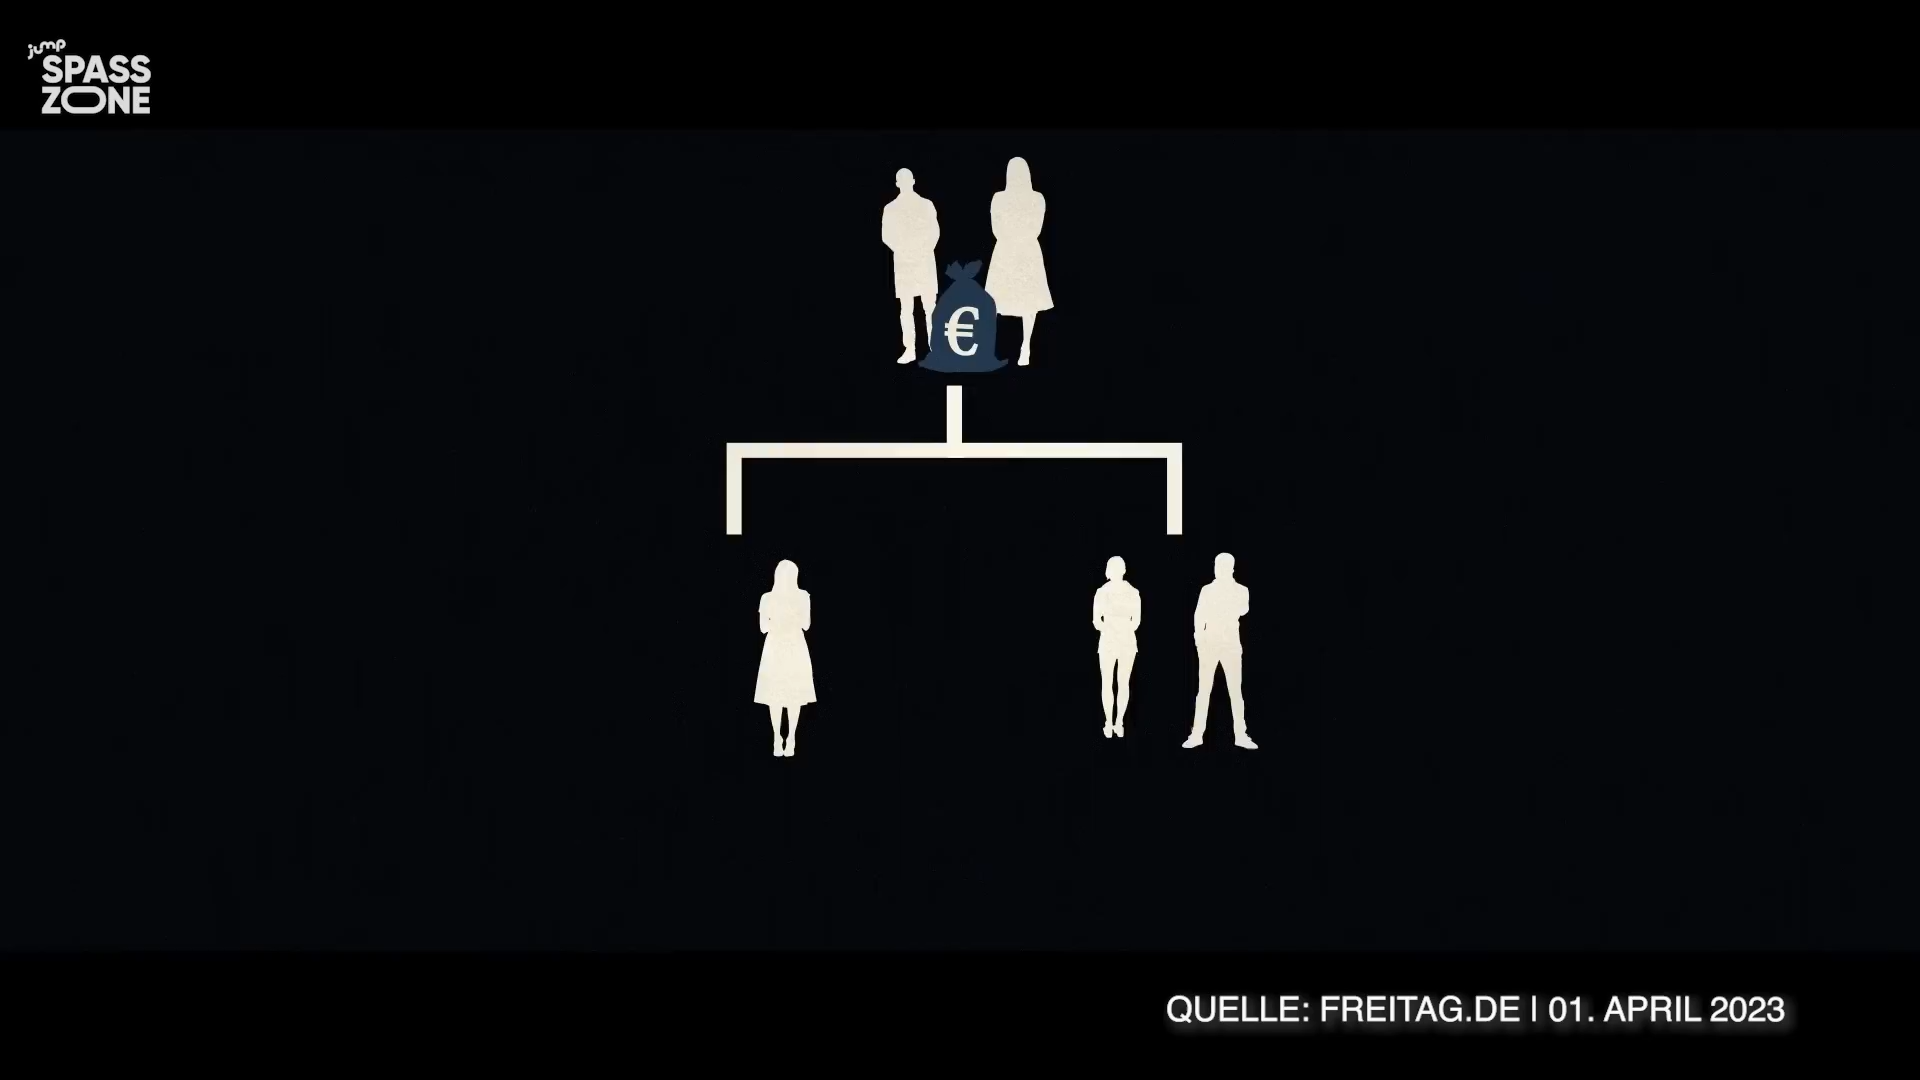 jump
SPASS
ZONE
€
QUELLE: FREITAG.DE | 01. APRIL 2023